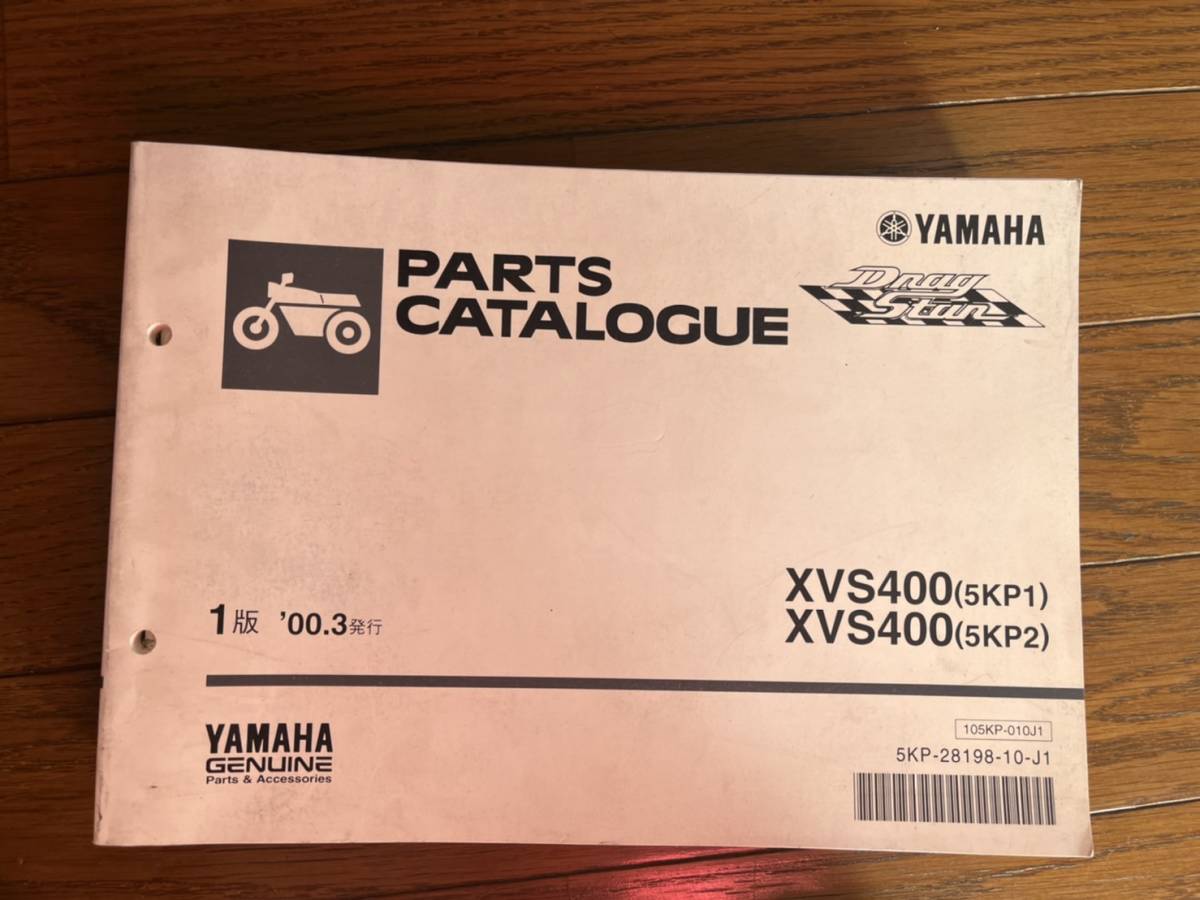 YAMAHA
Drag
Star
PARTS
CATALOGUE
XVS400(5KP1)
XVS400(5KP2)
1版 '00.3発行
YAMAHA
GENUINE
Parts & Accessories
105KP-010J1
5KP-28198-10-J1